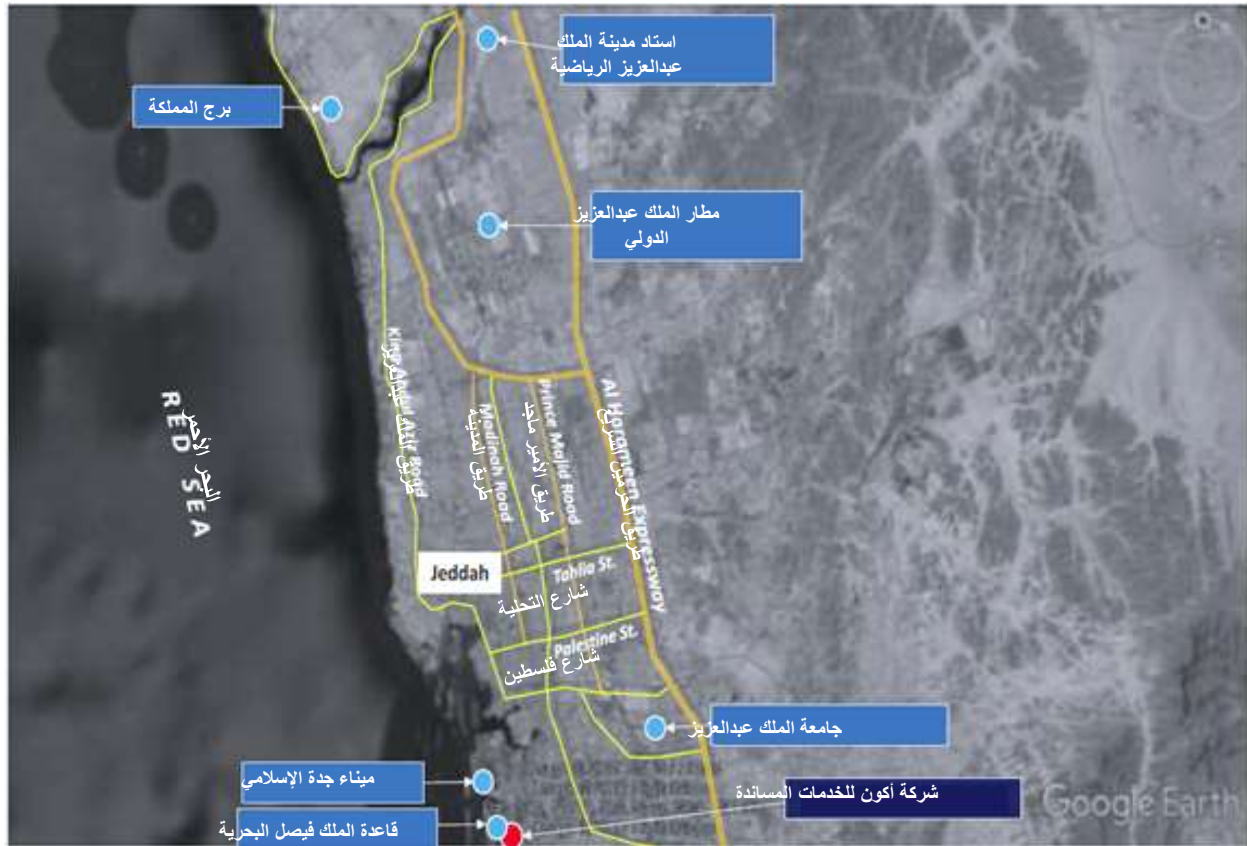 استاد مدينة الملك
عبدالعزيز الرياضية
برج المملكة
مطار الملك عبدالعزيز
الدولي
King Abdul Aziz Road
طريق الملك عبدالعزيز
Madinah Road
طريق المدينة
Prince Majid Road
طريق الأمير ماجد
Al Harameen Expressway
طريق الحرمين السريع
RED SEA
البحر الأحمر
Jeddah
Tahlia St.
شارع التحلية
Palestine St.
شارع فلسطين
جامعة الملك عبدالعزيز
ميناء جدة الإسلامي
شركة أكون للخدمات المساندة
قاعدة الملك فيصل البحرية
Google Earth